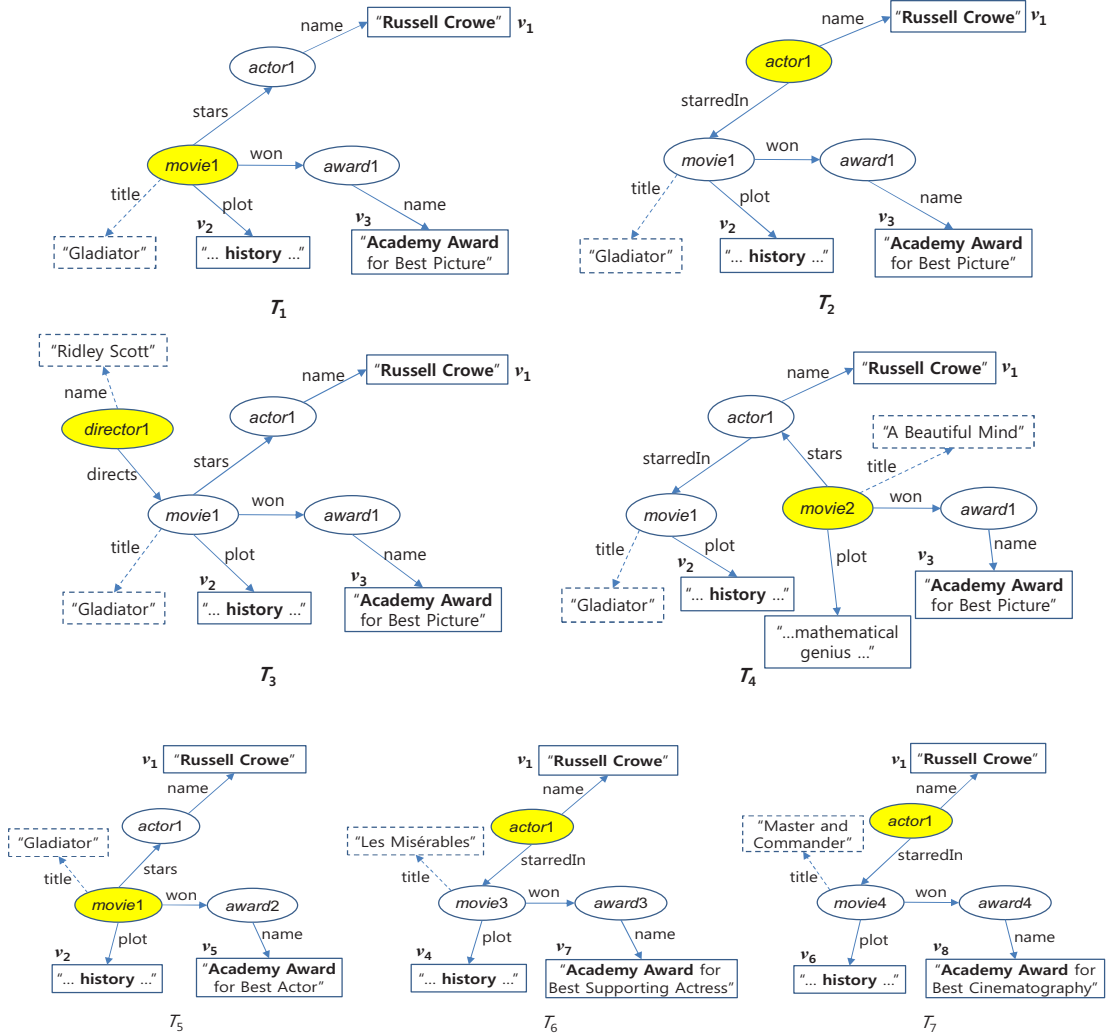 name
"Russell Crowe" v1
actor1
stars
movie1
won
award1
title
plot
name
v2
v3
"Gladiator"
"... history ..."
"Academy Award
for Best Picture"
T1
name
"Russell Crowe" v1
actor1
starredIn
movie1
won
award1
title
plot
name
v2
v3
"Gladiator"
"... history ..."
"Academy Award
for Best Picture"
T2
"Ridley Scott"
name
director1
directs
name
"Russell Crowe" v1
actor1
stars
movie1
won
award1
title
plot
name
v2
v3
"Gladiator"
"... history ..."
"Academy Award
for Best Picture"
T3
name
"Russell Crowe" v1
actor1
"A Beautiful Mind"
starredIn
stars
title
movie1
movie2
won
award1
title
plot
plot
name
v2
v3
"Gladiator"
"... history ..."
"Academy Award
for Best Picture"
"...mathematical
genius ..."
T4
v1 "Russell Crowe"
name
actor1
"Gladiator"
title
stars
movie1
won
award2
plot
name
v2
v5
"... history ..."
"Academy Award
for Best Actor"
T5
v1 "Russell Crowe"
name
actor1
"Les Misérables"
starredIn
title
movie3
won
award3
plot
name
v4
v7
"... history ..."
"Academy Award for
Best Supporting Actress"
T6
v1 "Russell Crowe"
name
actor1
"Master and
Commander"
starredIn
title
movie4
won
award4
plot
name
v6
v8
"... history ..."
"Academy Award for
Best Cinematography"
T7